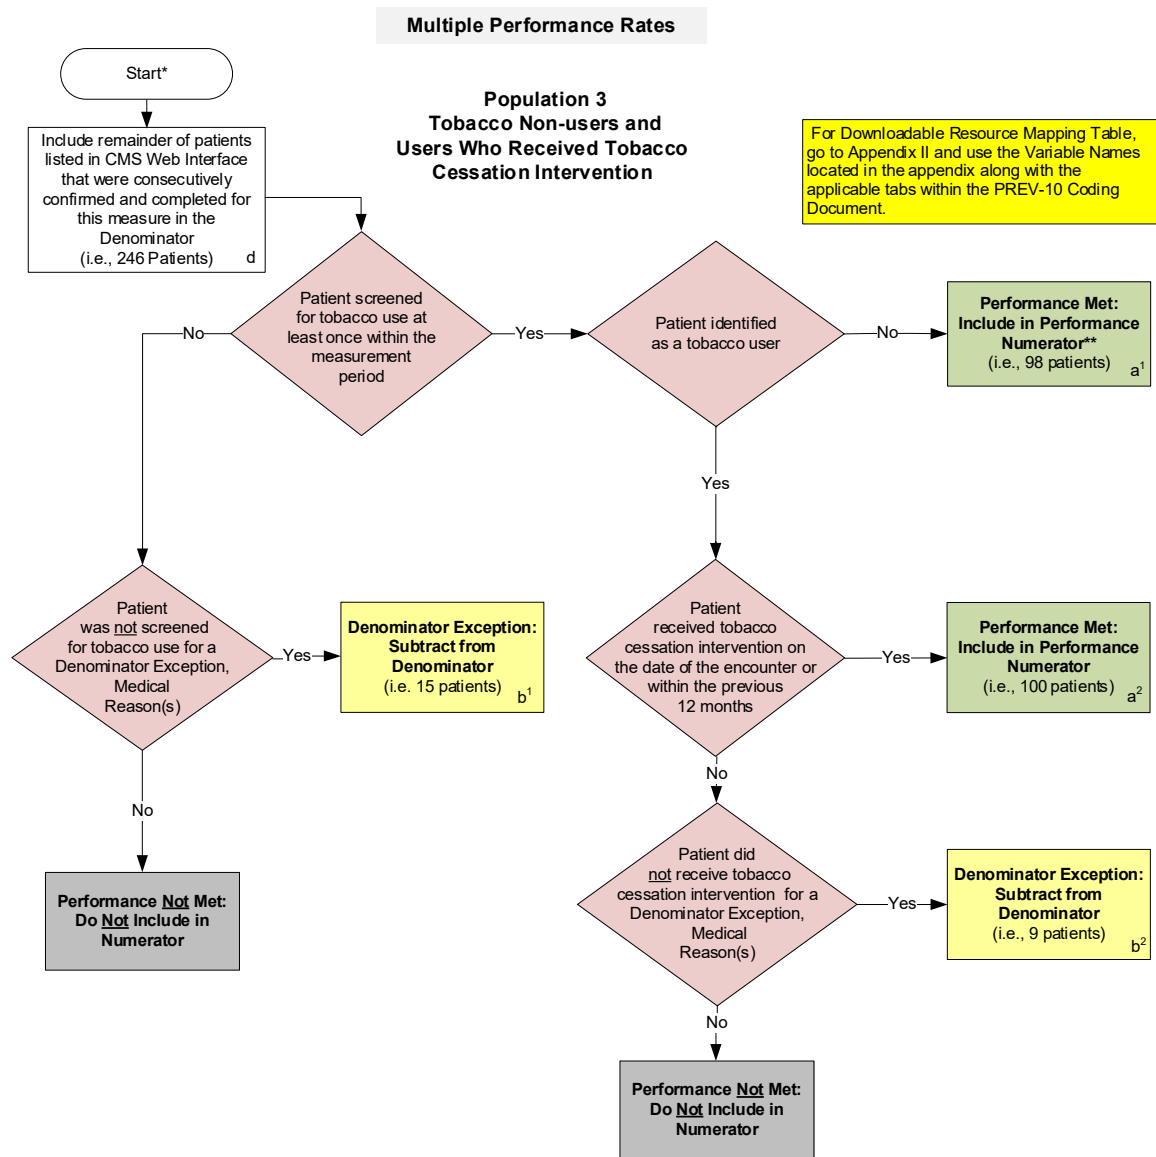 Multiple Performance Rates
Start*
Population 3
Tobacco Non-users and
Users Who Received Tobacco
Cessation Intervention
For Downloadable Resource Mapping Table,
go to Appendix II and use the Variable Names
located in the appendix along with the
applicable tabs within the PREV-10 Coding
Document.
Include remainder of patients
listed in CMS Web Interface
that were consecutively
confirmed and completed for
this measure in the
Denominator
(i.e., 246 Patients)
d
Patient screened
for tobacco use at
least once within the
measurement
period
No
Yes
Patient identified
as a tobacco user
No
Performance Met:
Include in Performance
Numerator**
(i.e., 98 patients)
a1
Yes
Patient
was not screened
for tobacco use for a
Denominator Exception,
Medical
Reason(s)
Yes
Denominator Exception:
Subtract from
Denominator
(i.e. 15 patients)
b1
Patient
received tobacco
cessation intervention on
the date of the encounter or
within the previous
12 months
Yes
Performance Met:
Include in Performance
Numerator
(i.e., 100 patients)
a2
No
No
Performance Not Met:
Do Not Include in
Numerator
Patient did
not receive tobacco
cessation intervention for a
Denominator Exception,
Medical
Reason(s)
Yes
Denominator Exception:
Subtract from
Denominator
(i.e., 9 patients)
b2
No
Performance Not Met:
Do Not Include in
Numerator